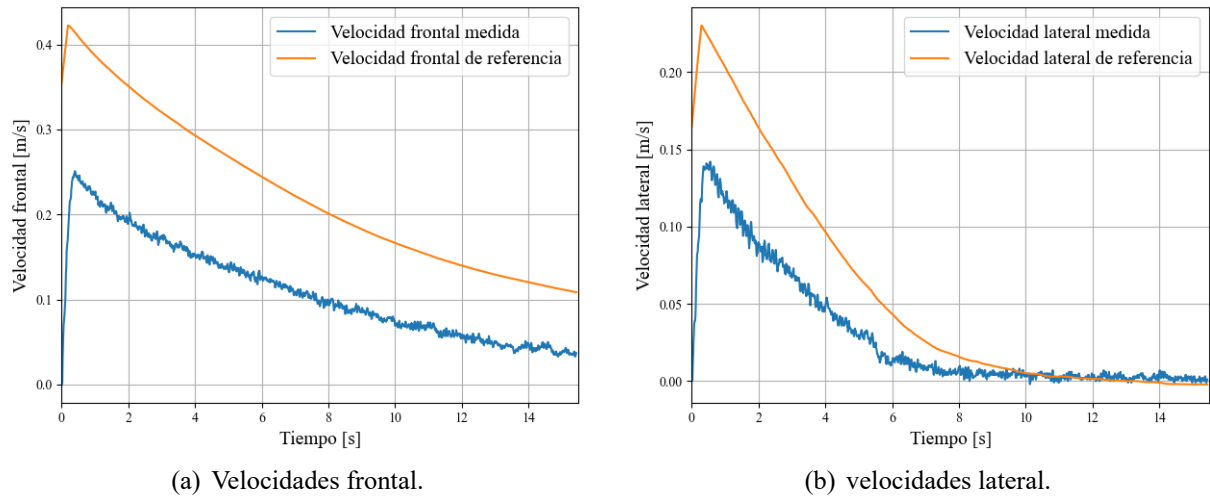 Velocidad frontal medida
Velocidad frontal de referencia
Velocidad frontal [m/s]
0.4
0.3
0.2
0.1
0.0
0 2 4 6 8 10 12 14
Tiempo [s]
(a) Velocidades frontal.
Velocidad lateral medida
Velocidad lateral de referencia
Velocidad lateral [m/s]
0.20
0.15
0.10
0.05
0.00
0 2 4 6 8 10 12 14
Tiempo [s]
(b) velocidades lateral.